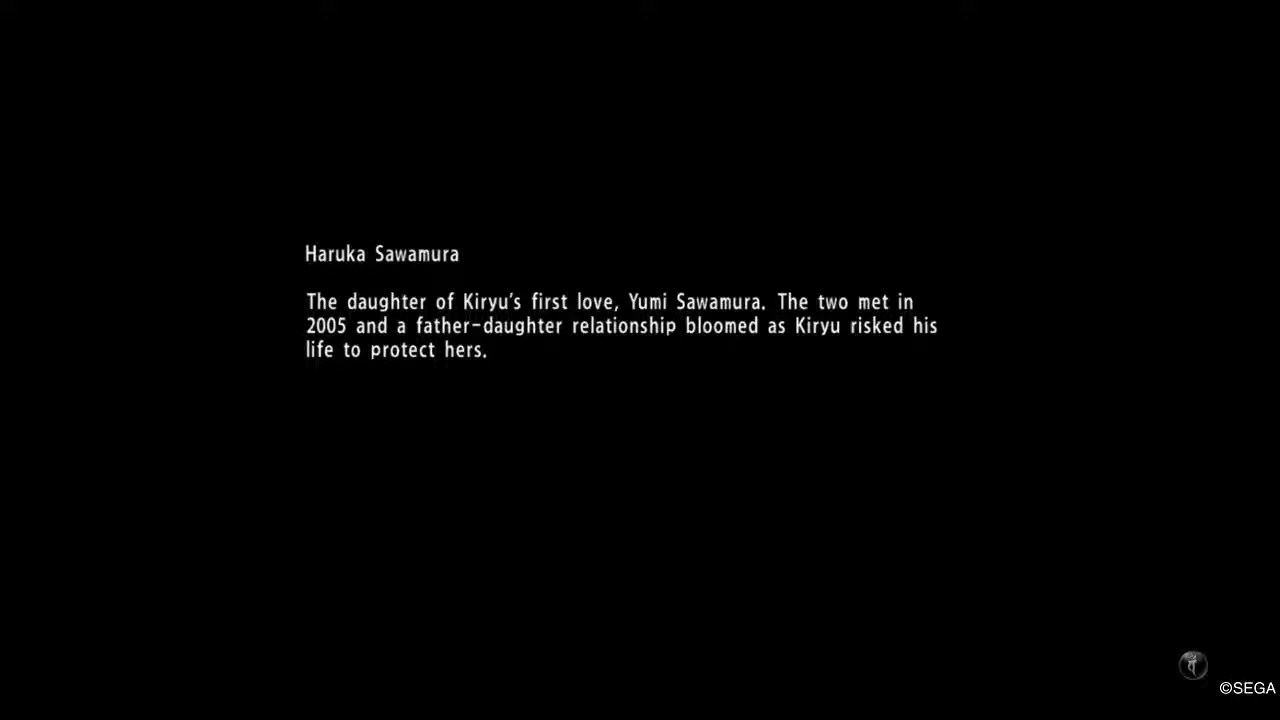 Haruka Sawamura
The daughter of Kiryu's first love, Yumi Sawamura. The two met in
2005 and a father-daughter relationship bloomed as Kiryu risked his
life to protect hers.
©SEGA